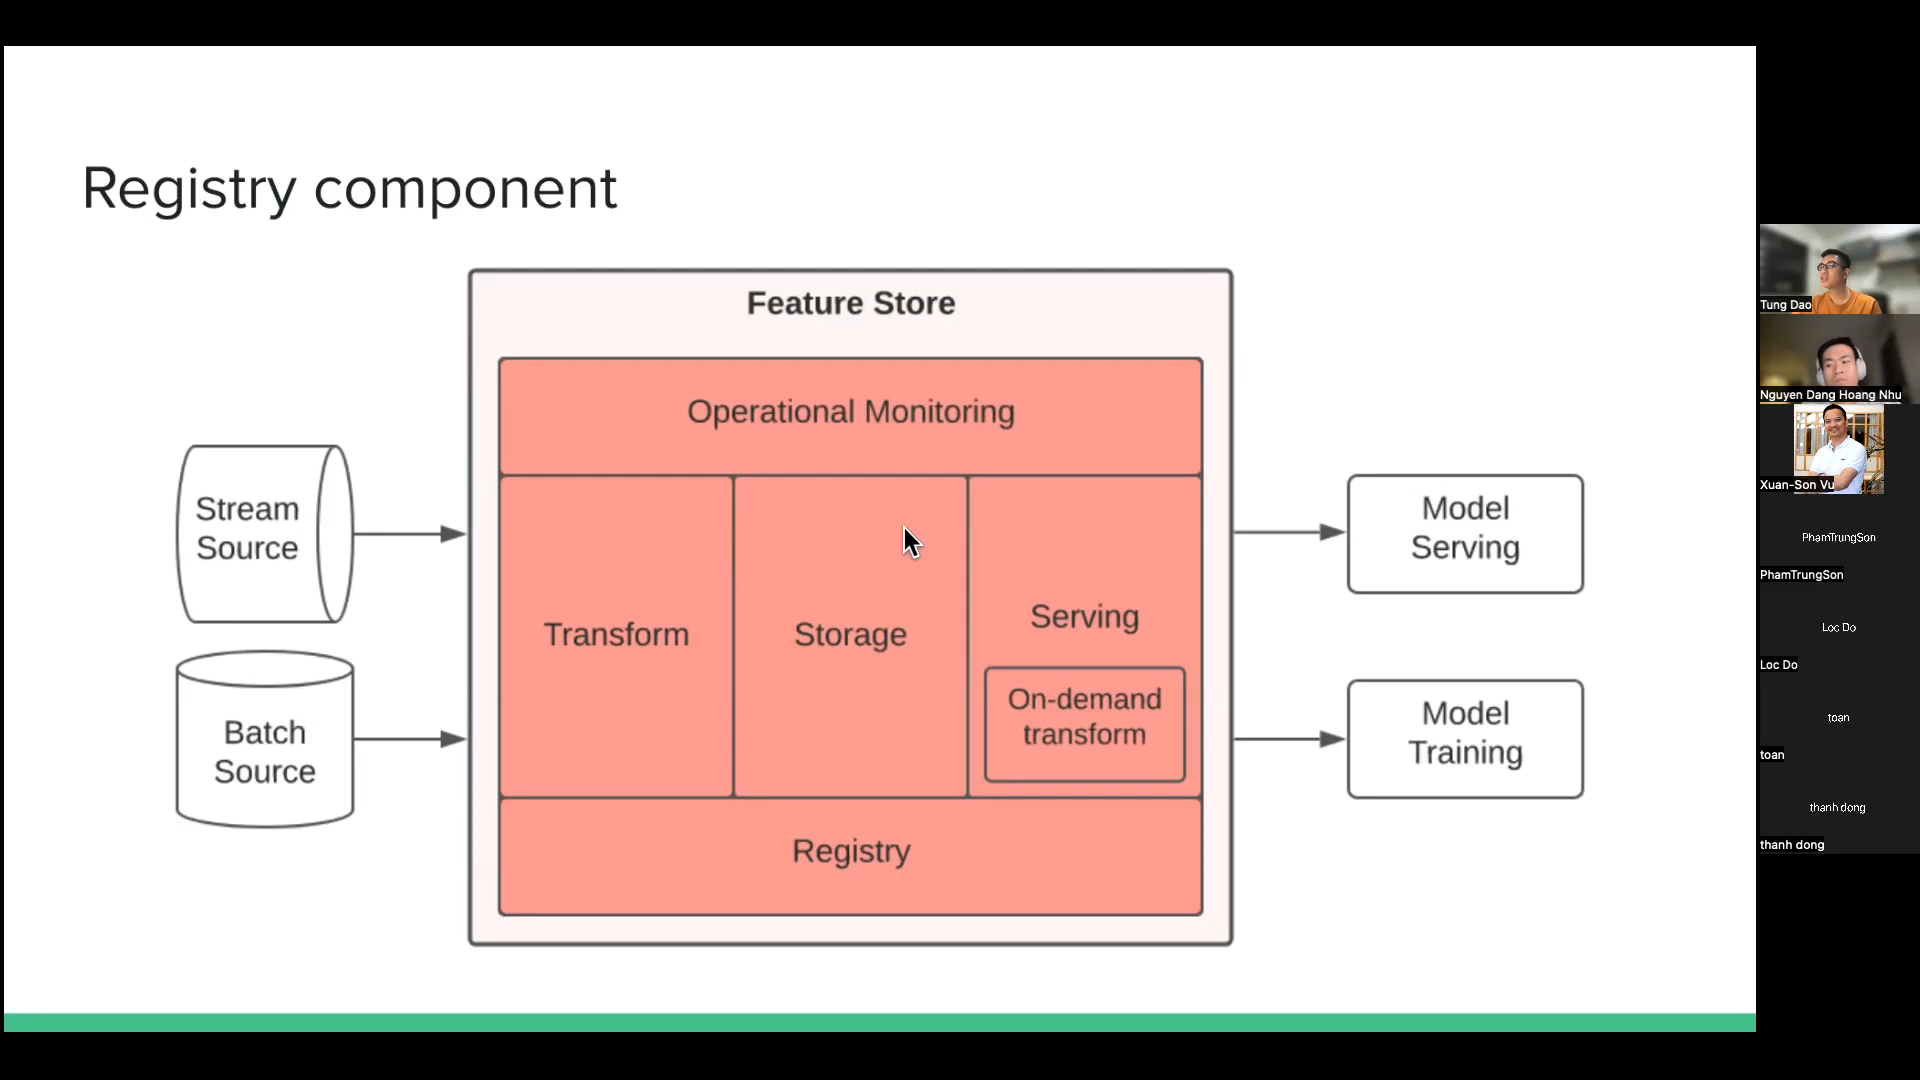 Registry component
Feature Store
Operational Monitoring
Stream
Source
Batch
Source
Transform
Storage
Serving
On-demand
transform
Registry
Model
Serving
Model
Training
Tung Dao
Nguyen Dang Hoang Nhu
Xuan-Son Vu
PhamTrungSon
PhamTrungSon
Loc Do
Loc Do
toan
toan
thanh dong
thanh dong